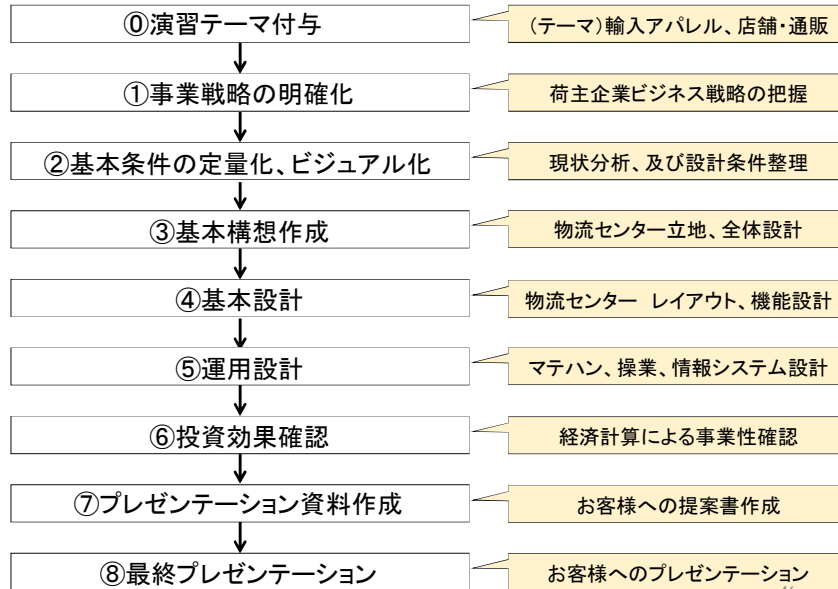 ⓪演習テーマ付与
(テーマ)輸入アパレル、店舗・通販
①事業戦略の明確化
荷主企業ビジネス戦略の把握
②基本条件の定量化、ビジュアル化
現状分析、及び設計条件整理
③基本構想作成
物流センター立地、全体設計
④基本設計
物流センター レイアウト、機能設計
⑤運用設計
マテハン、操業、情報システム設計
⑥投資効果確認
経済計算による事業性確認
⑦プレゼンテーション資料作成
お客様への提案書作成
⑧最終プレゼンテーション
お客様へのプレゼンテーション